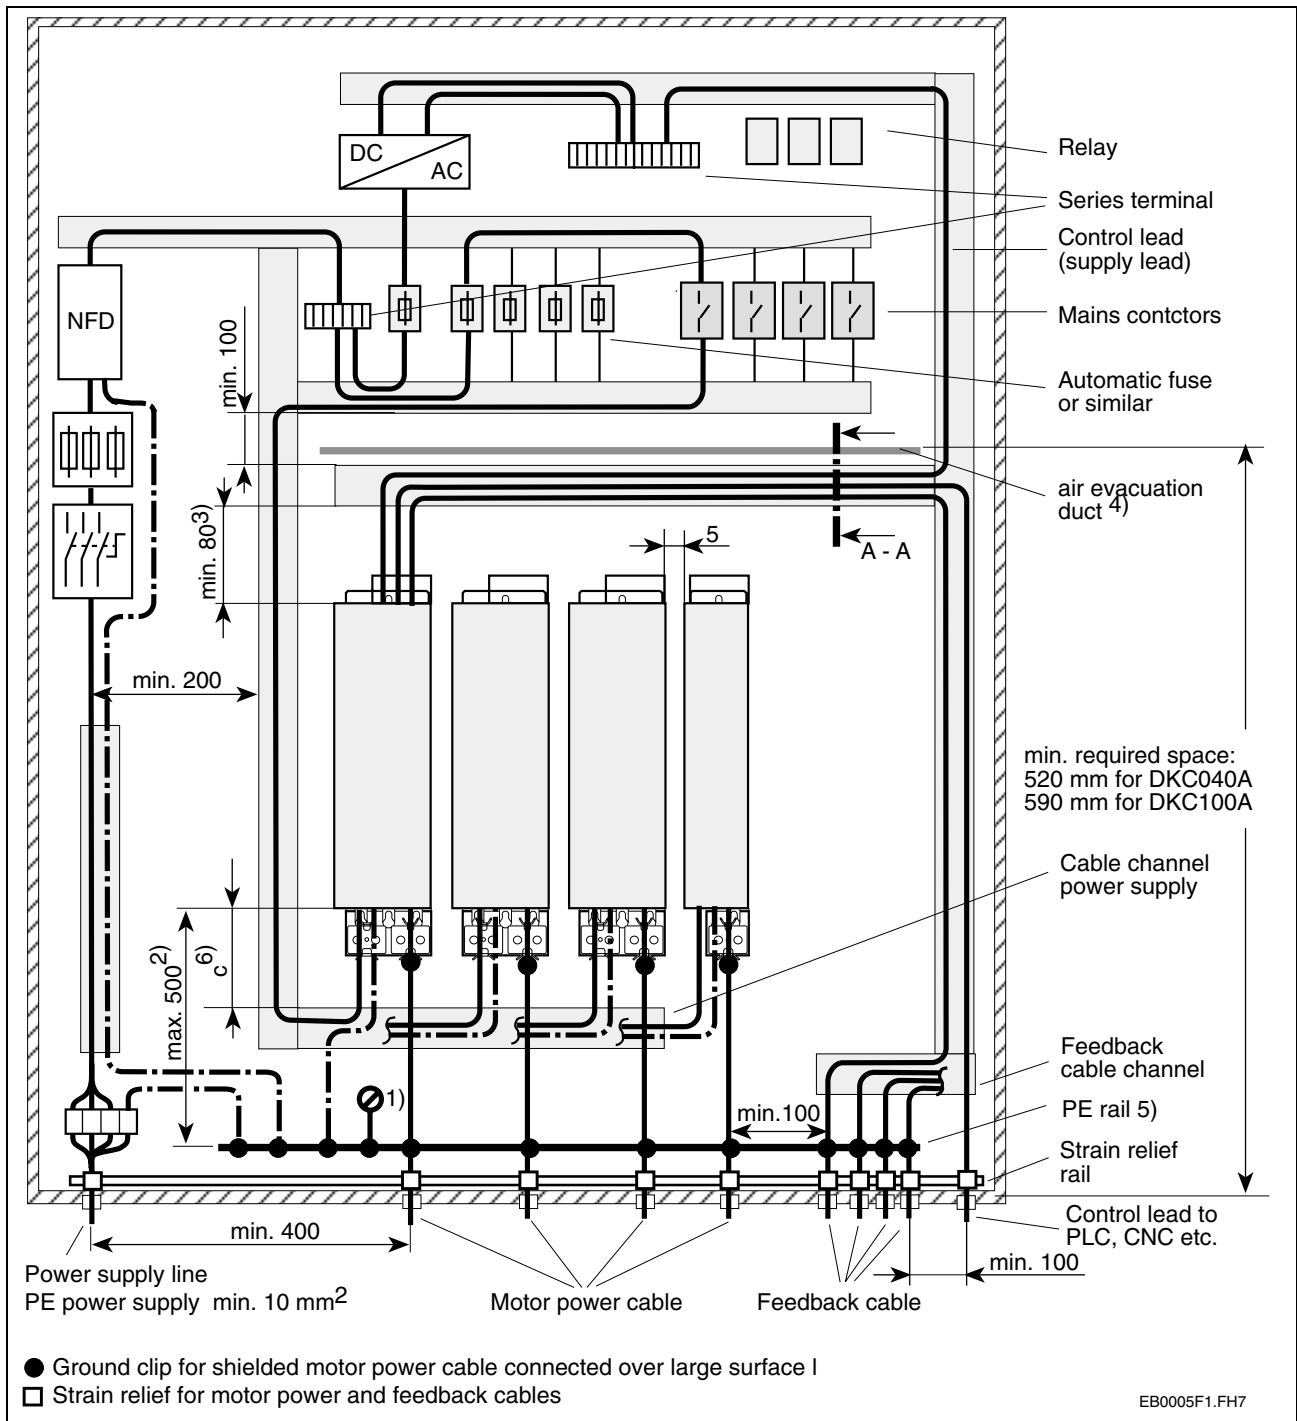 DC
AC
Relay
Series terminal
Control lead
(supply lead)
NFD
Mains contctors
min. 100
Automatic fuse
or similar
air evacuation
duct 4)
min. 80 3)
5
A - A
min. 200
min. required space:
520 mm for DKC040A
590 mm for DKC100A
Cable channel
power supply
max. 500 2)
c 6)
Feedback
cable channel
1)
min.100
PE rail 5)
Strain relief
rail
min. 400
Control lead to
PLC, CNC etc.
min. 100
Power supply line
PE power supply min. 10 mm2
Motor power cable
Feedback cable
Ground clip for shielded motor power cable connected over large surface I
Strain relief for motor power and feedback cables
EB0005F1.FH7